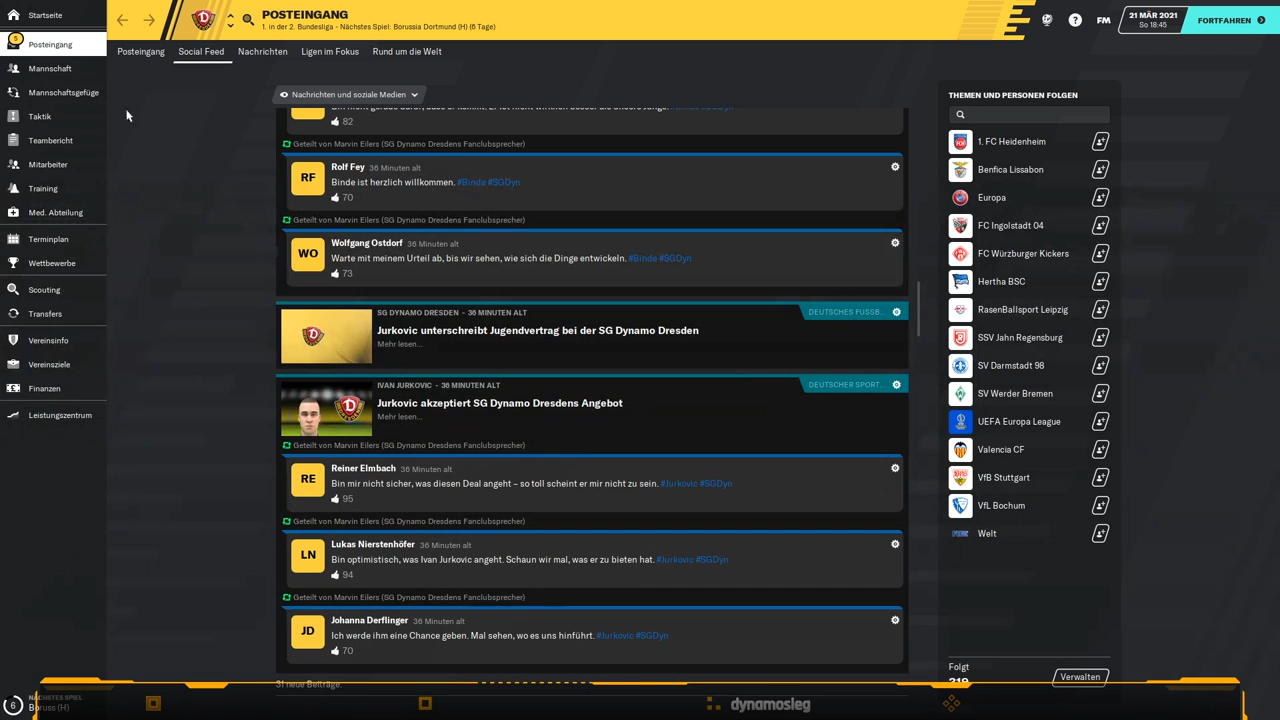 Startseite
5
Posteingang
Mannschaft
Mannschaftsgefüge
Taktik
Teambericht
Mitarbeiter
Training
Med. Abteilung
Terminplan
Wettbewerbe
Scouting
Transfers
Vereinsinfo
Vereinsziele
Finanzen
Leistungszentrum
POSTEINGANG
1. in der 2. Bundesliga - Nächstes Spiel: Borussia Dortmund (H) (6 Tage)
?
FM
21 MÄR 2021
So 18:45
FORTFAHREN
Posteingang Social Feed Nachrichten Ligen im Fokus Rund um die Welt
Nachrichten und soziale Medien
82
Geteilt von Marvin Eilers (SG Dynamo Dresdens Fanclubsprecher)
RF
Rolf Fey 36 Minuten alt
Binde ist herzlich willkommen. #Binde #SGDyn
70
Geteilt von Marvin Eilers (SG Dynamo Dresdens Fanclubsprecher)
WO
Wolfgang Ostdorf 36 Minuten alt
Warte mit meinem Urteil ab, bis wir sehen, wie sich die Dinge entwickeln. #Binde #SGDyn
73
SG DYNAMO DRESDEN - 36 MINUTEN ALT
DEUTSCHES FUSSB...
Jurkovic unterschreibt Jugendvertrag bei der SG Dynamo Dresden
Mehr lesen...
IVAN JURKOVIC - 36 MINUTEN ALT
DEUTSCHER SPORT...
Jurkovic akzeptiert SG Dynamo Dresdens Angebot
Mehr lesen...
Geteilt von Marvin Eilers (SG Dynamo Dresdens Fanclubsprecher)
RE
Reiner Elmbach 36 Minuten alt
Bin mir nicht sicher, was diesen Deal angeht – so toll scheint er mir nicht zu sein. #Jurkovic #SGDyn
95
Geteilt von Marvin Eilers (SG Dynamo Dresdens Fanclubsprecher)
LN
Lukas Nierstenhöfer 36 Minuten alt
Bin optimistisch, was Ivan Jurkovic angeht. Schaun wir mal, was er zu bieten hat. #Jurkovic #SGDyn
94
Geteilt von Marvin Eilers (SG Dynamo Dresdens Fanclubsprecher)
JD
Johanna Derflinger 36 Minuten alt
Ich werde ihm eine Chance geben. Mal sehen, wo es uns hinführt. #Jurkovic #SGDyn
70
31 neue Beiträge.
THEMEN UND PERSONEN FOLGEN
1. FC Heidenheim
Benfica Lissabon
Europa
FC Ingolstadt 04
FC Würzburger Kickers
Hertha BSC
RasenBallsport Leipzig
SSV Jahn Regensburg
SV Darmstadt 98
SV Werder Bremen
UEFA Europa League
Valencia CF
VfB Stuttgart
VfL Bochum
Welt
Folgt
219
Verwalten
6
NÄCHSTES SPIEL
Boruss (H)
dynamosleg